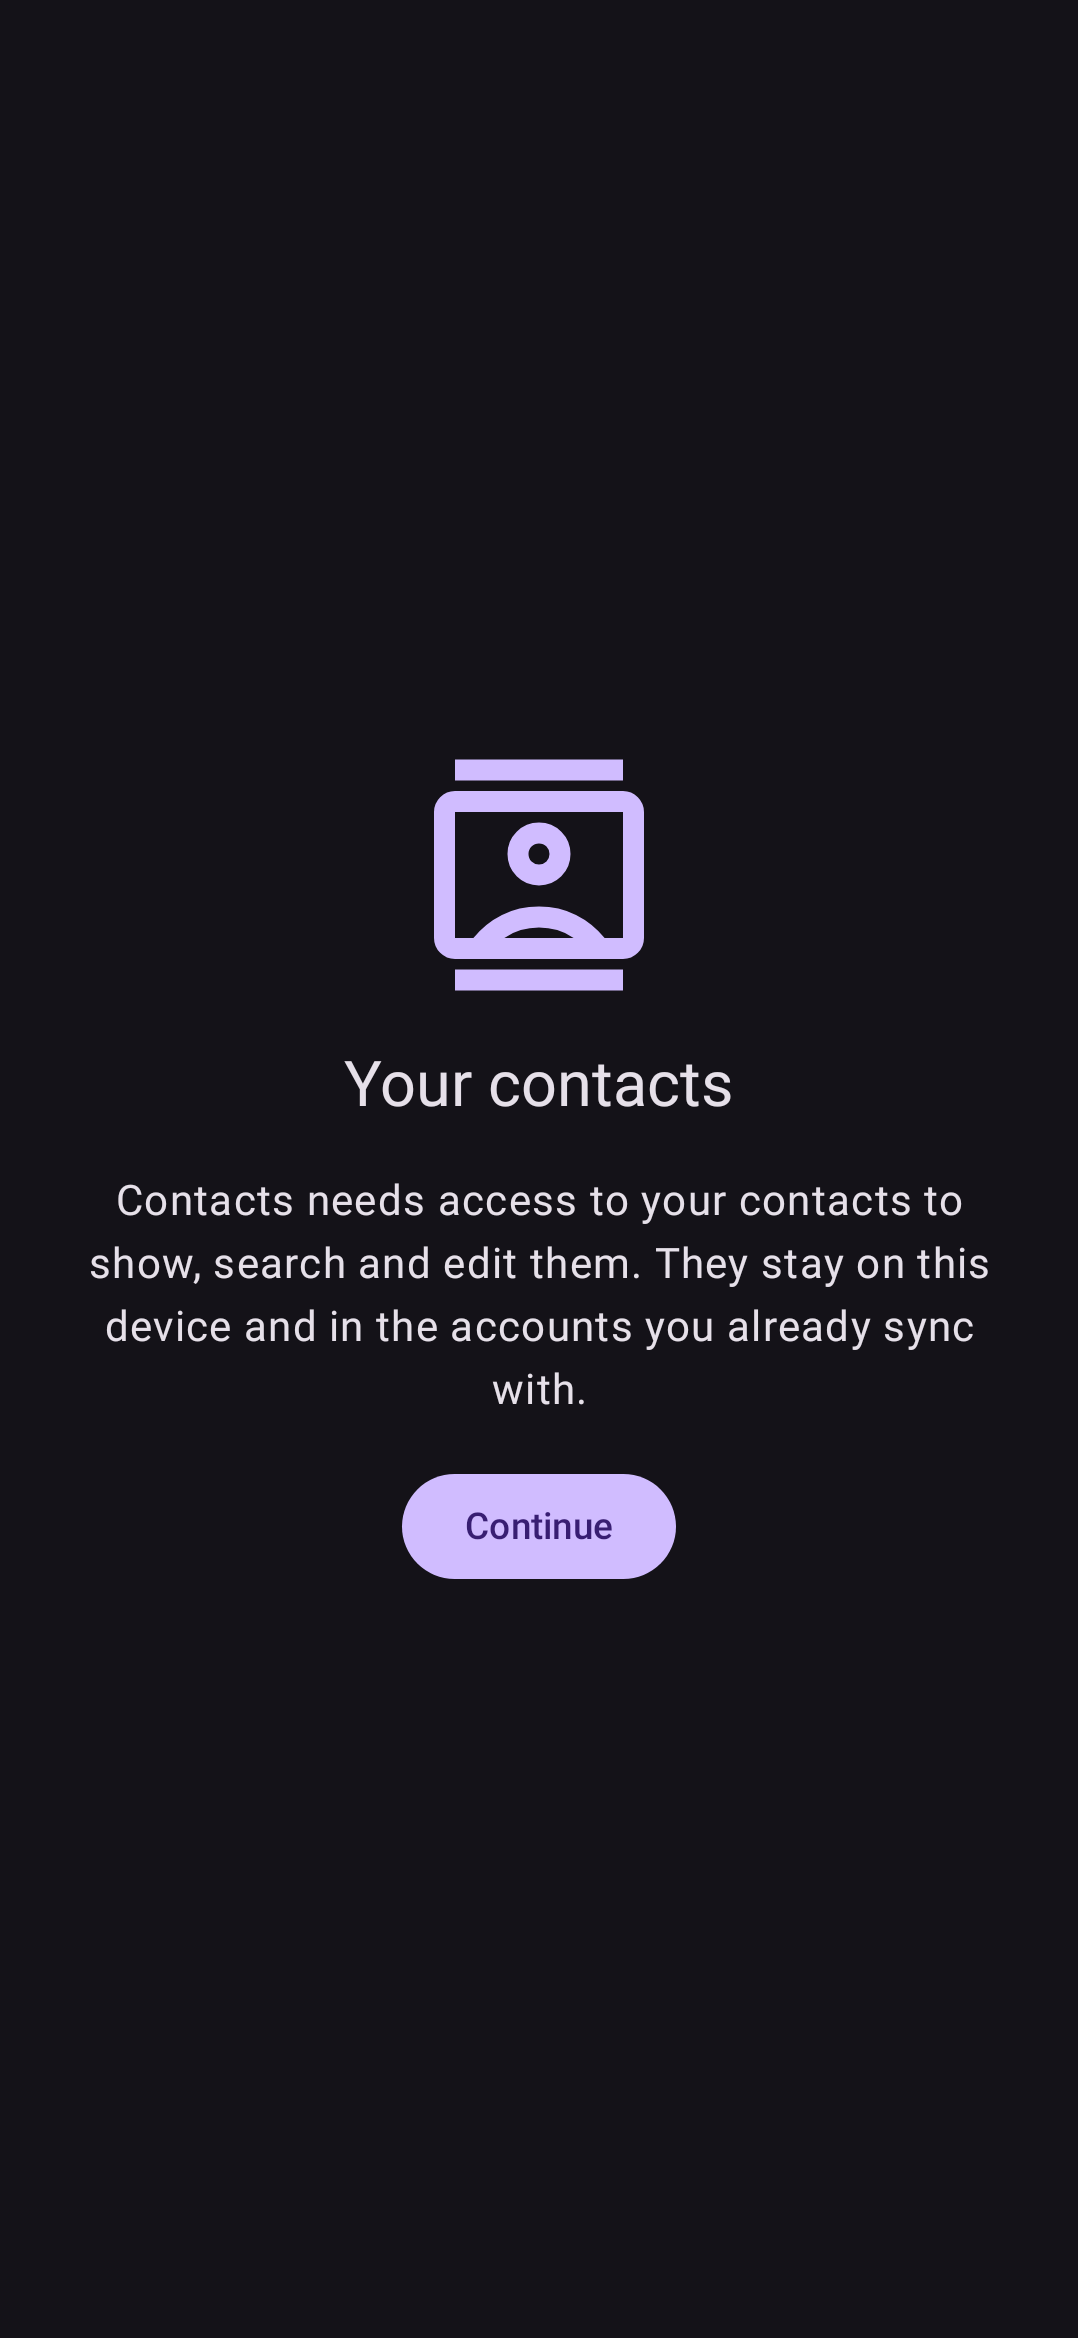 Your contacts
Contacts needs access to your contacts to
show, search and edit them. They stay on this
device and in the accounts you already sync
with.
Continue